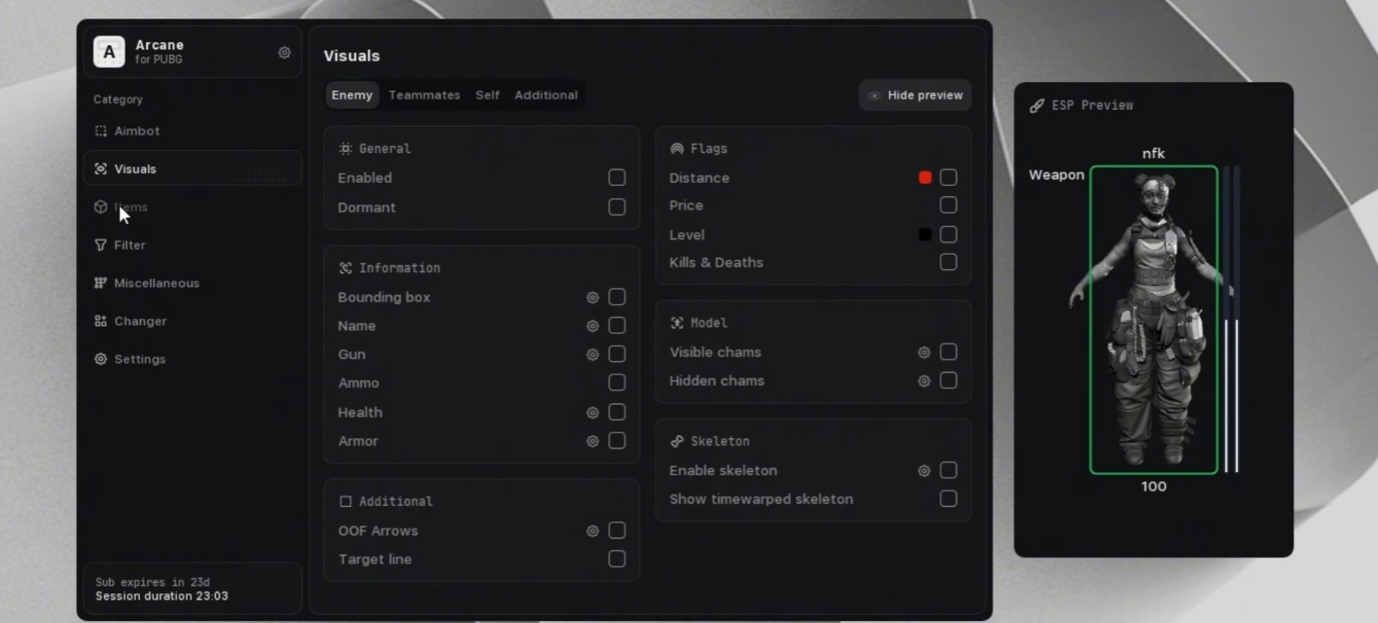 A
Arcane
for PUBG
Category
Aimbot
Visuals
Items
Filter
Miscellaneous
Changer
Settings
Sub expires in 23d
Session duration 23:03
Visuals
Enemy Teammates Self Additional
Hide preview
General
Enabled
Dormant
Information
Bounding box
Name
Gun
Ammo
Health
Armor
Additional
OOF Arrows
Target line
Flags
Distance
Price
Level
Kills & Deaths
Model
Visible chams
Hidden chams
Skeleton
Enable skeleton
Show timewarped skeleton
ESP Preview
nfk
Weapon
100